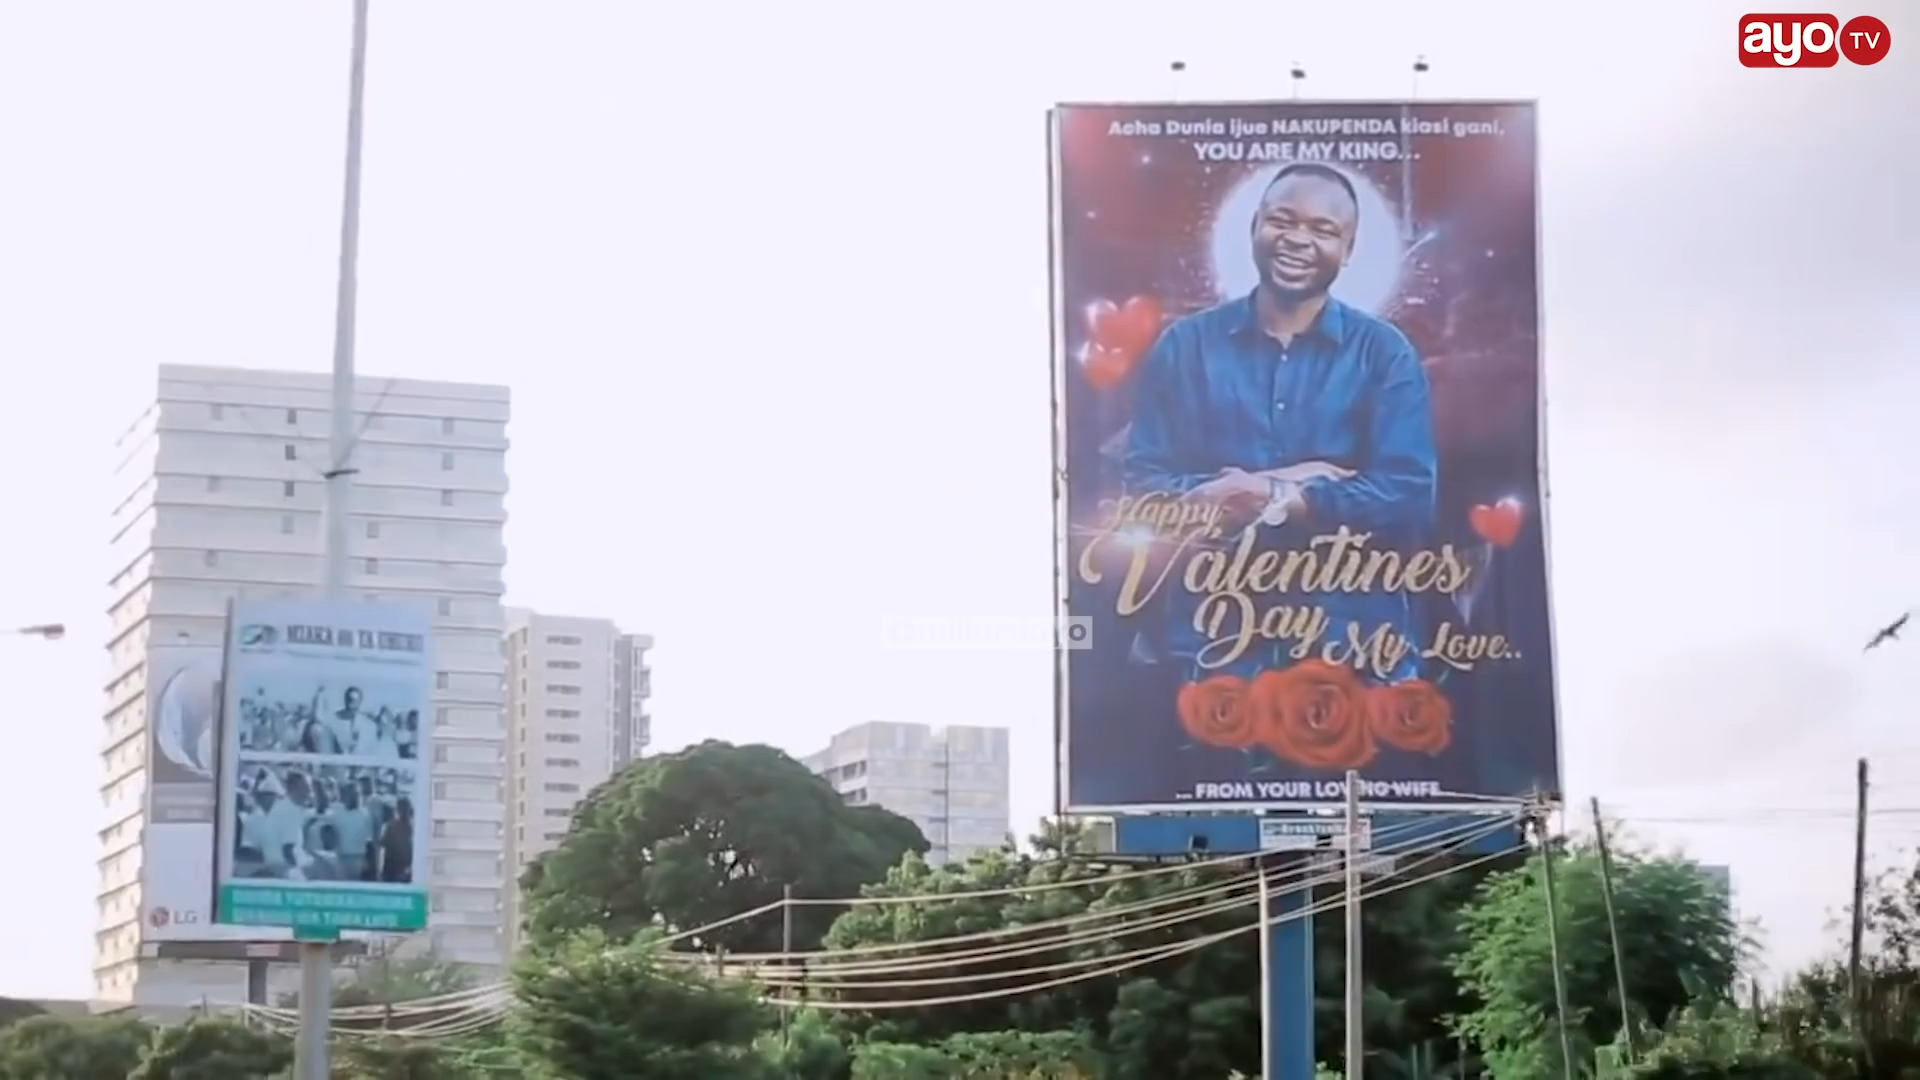 ayo TV
Acha Dunia ijue NAKUPENDA kiasi gani,
YOU ARE MY KING...
Happy
Valentines
Day My Love..
... FROM YOUR LOVING WIFE...
MIAKA 60 YA UHURU
LG